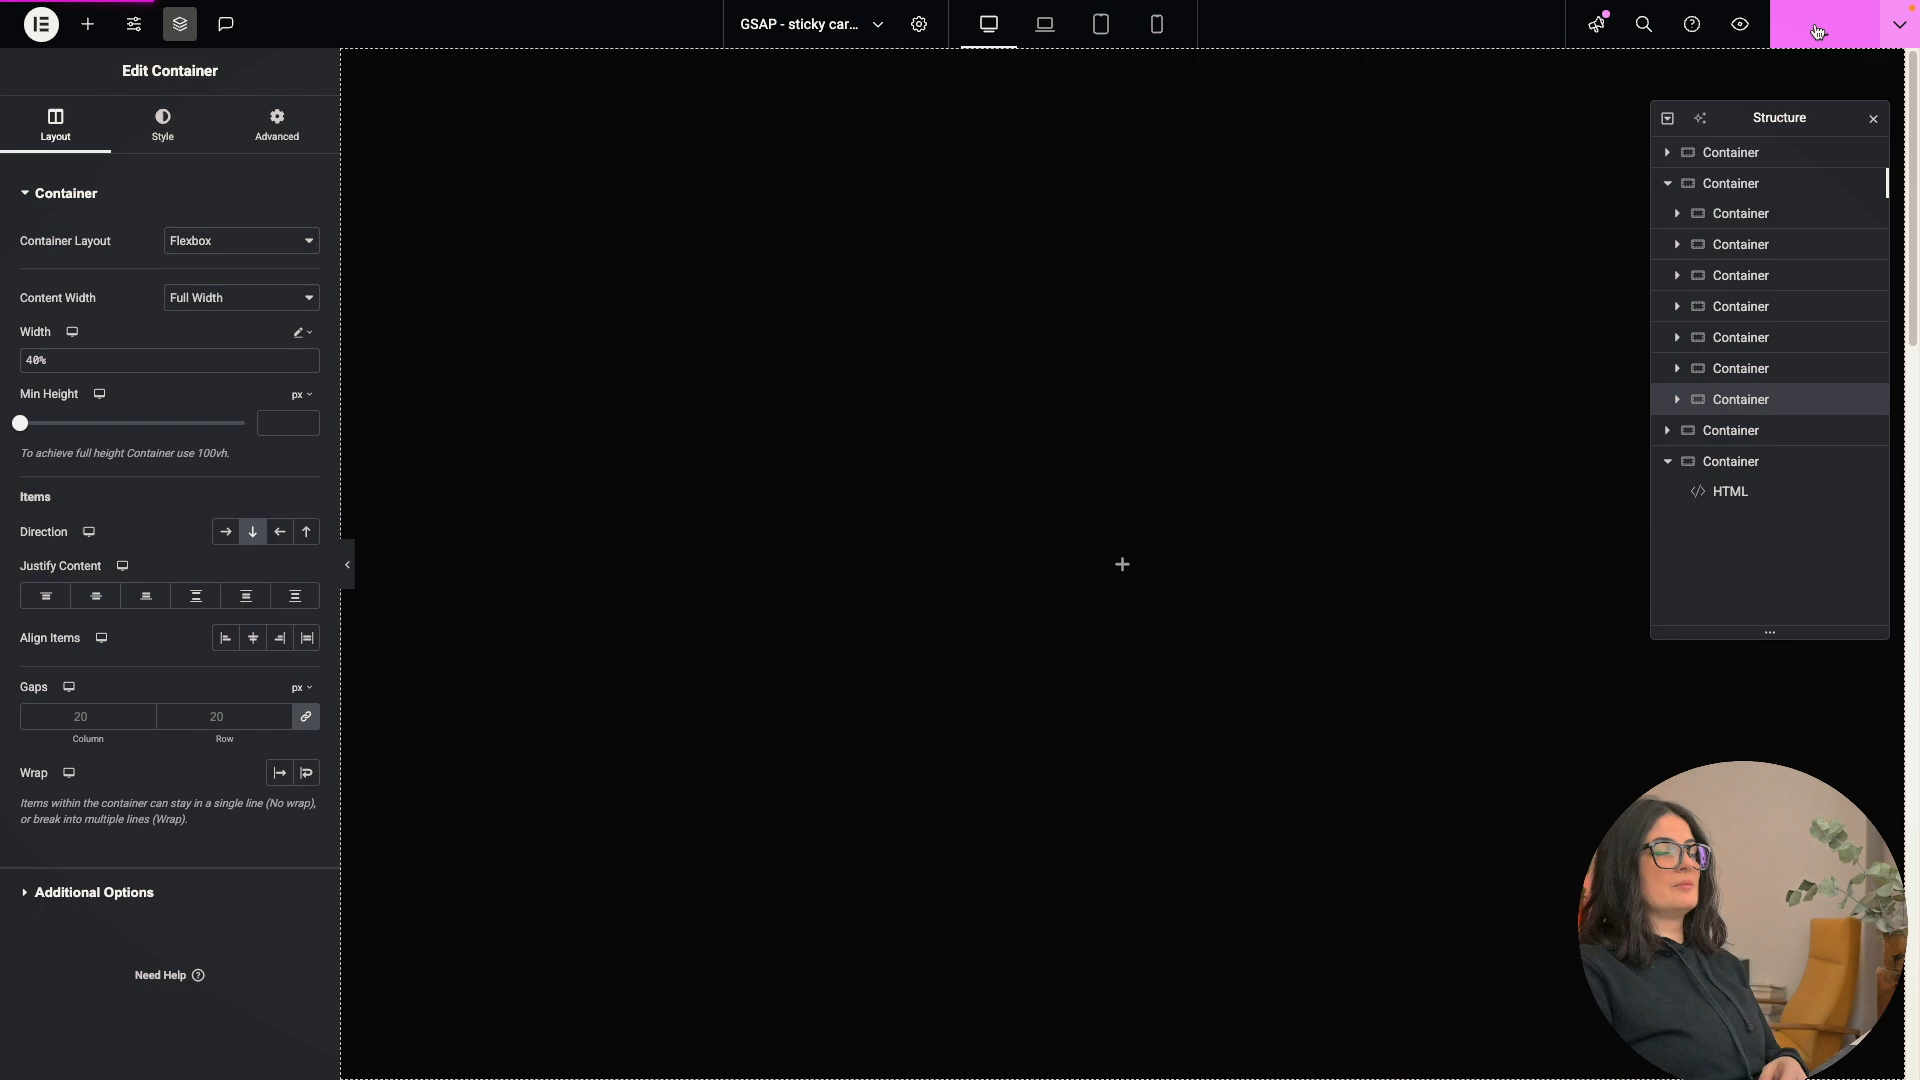 GSAP - sticky car...
Edit Container
Layout
Style
Advanced
Container
Container Layout
Flexbox
Content Width
Full Width
Width
40%
Min Height
px
To achieve full height Container use 100vh.
Items
Direction
Justify Content
Align Items
Gaps
px
20
20
Column
Row
Wrap
Items within the container can stay in a single line (No wrap),
or break into multiple lines (Wrap).
Additional Options
Need Help
Structure
Container
Container
Container
Container
Container
Container
Container
Container
Container
Container
Container
HTML